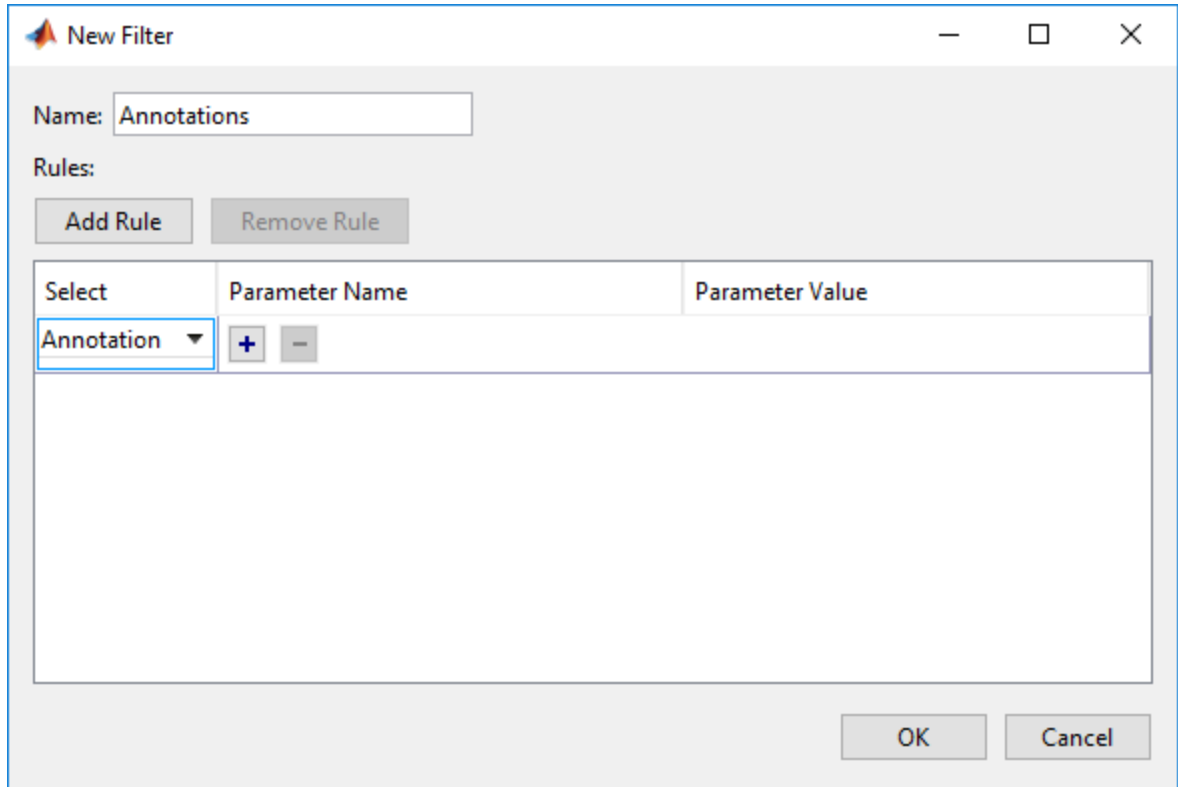 New Filter
Name: Annotations
Rules:
Add Rule Remove Rule
Select Parameter Name Parameter Value
Annotation + −
OK Cancel